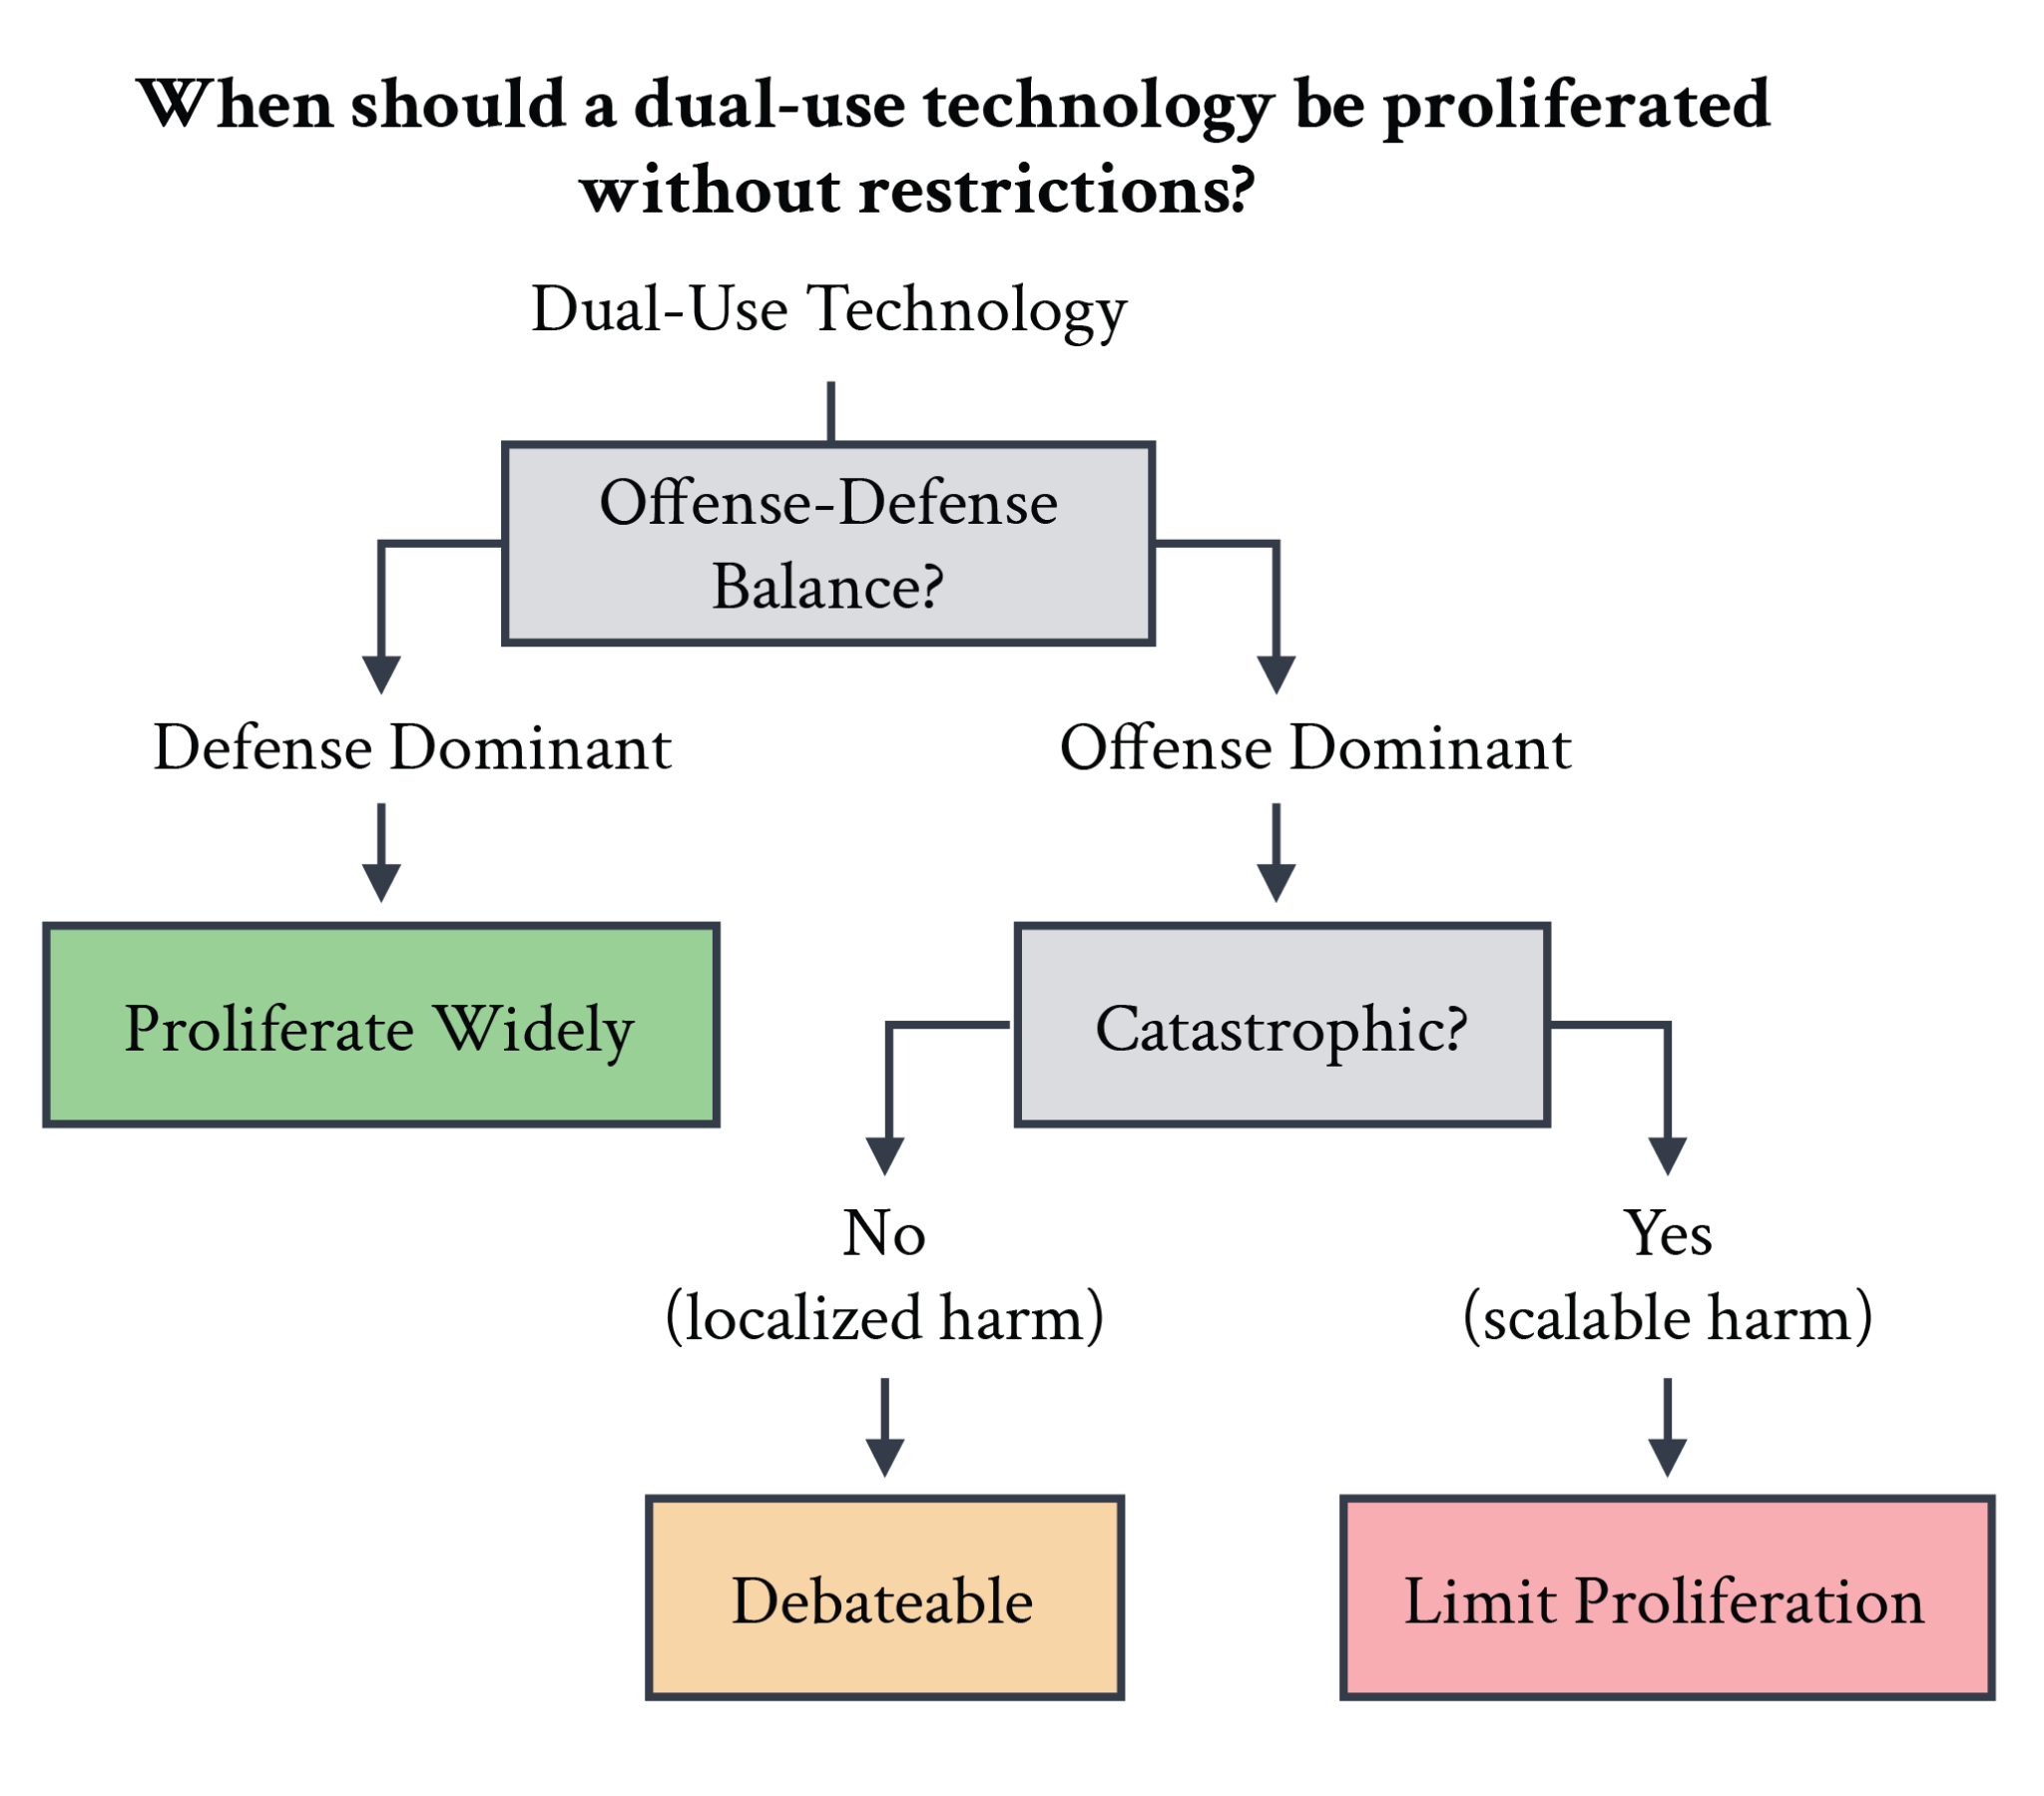 When should a dual-use technology be proliferated
without restrictions?
Dual-Use Technology
Offense-Defense
Balance?
Defense Dominant
Offense Dominant
Proliferate Widely
Catastrophic?
No
(localized harm)
Yes
(scalable harm)
Debateable
Limit Proliferation